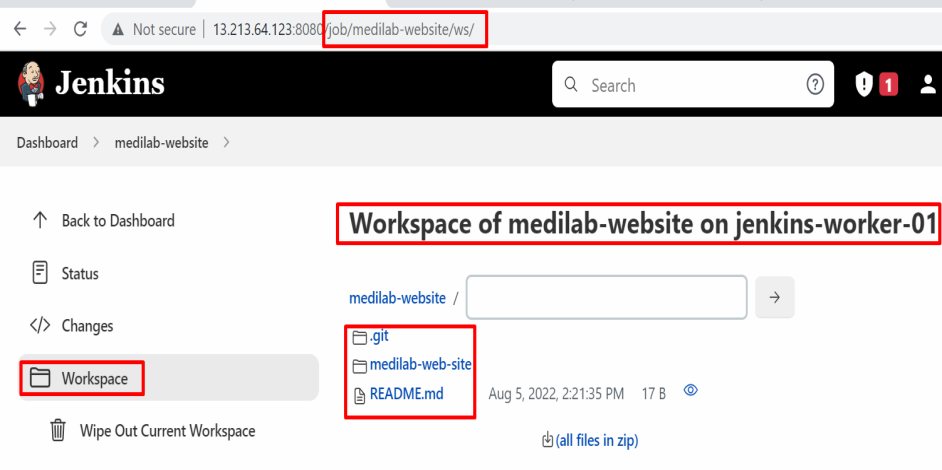 Not secure | 13.213.64.123:8080/job/medilab-website/ws/
Jenkins
Search
1
Dashboard > medilab-website >
Back to Dashboard
Status
Changes
Workspace
Wipe Out Current Workspace
Workspace of medilab-website on jenkins-worker-01
medilab-website /
.git
medilab-web-site
README.md Aug 5, 2022, 2:21:35 PM 17 B
(all files in zip)